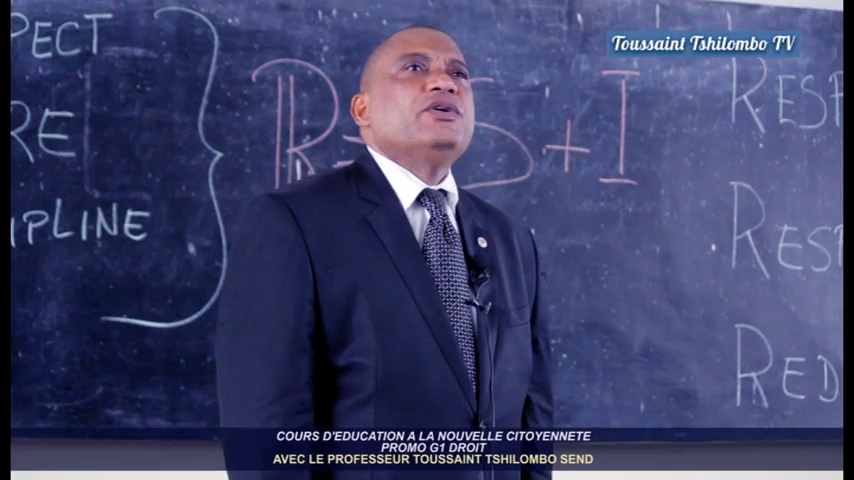 Toussaint Tshilombo TV
PECT
RE
IPLINE
R
+ I
RESP
RESP
RED
COURS D'EDUCATION A LA NOUVELLE CITOYENNETE
PROMO G1 DROIT
AVEC LE PROFESSEUR TOUSSAINT TSHILOMBO SEND